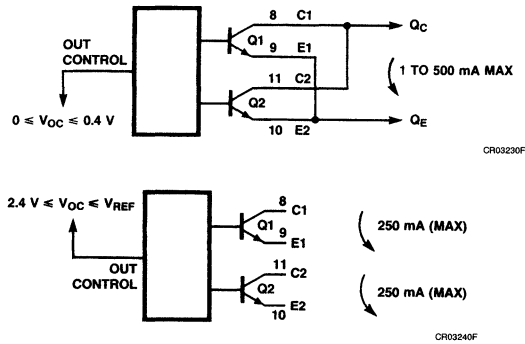 8 C1
Q1
9 E1
11 C2
Q2
10 E2
QC
QE
OUT
CONTROL
0 ≤ VOC ≤ 0.4 V
1 TO 500 mA MAX
CR03230F
2.4 V ≤ VOC ≤ VREF
OUT
CONTROL
8 C1
Q1
9 E1
11 C2
Q2
10 E2
250 mA (MAX)
250 mA (MAX)
CR03240F